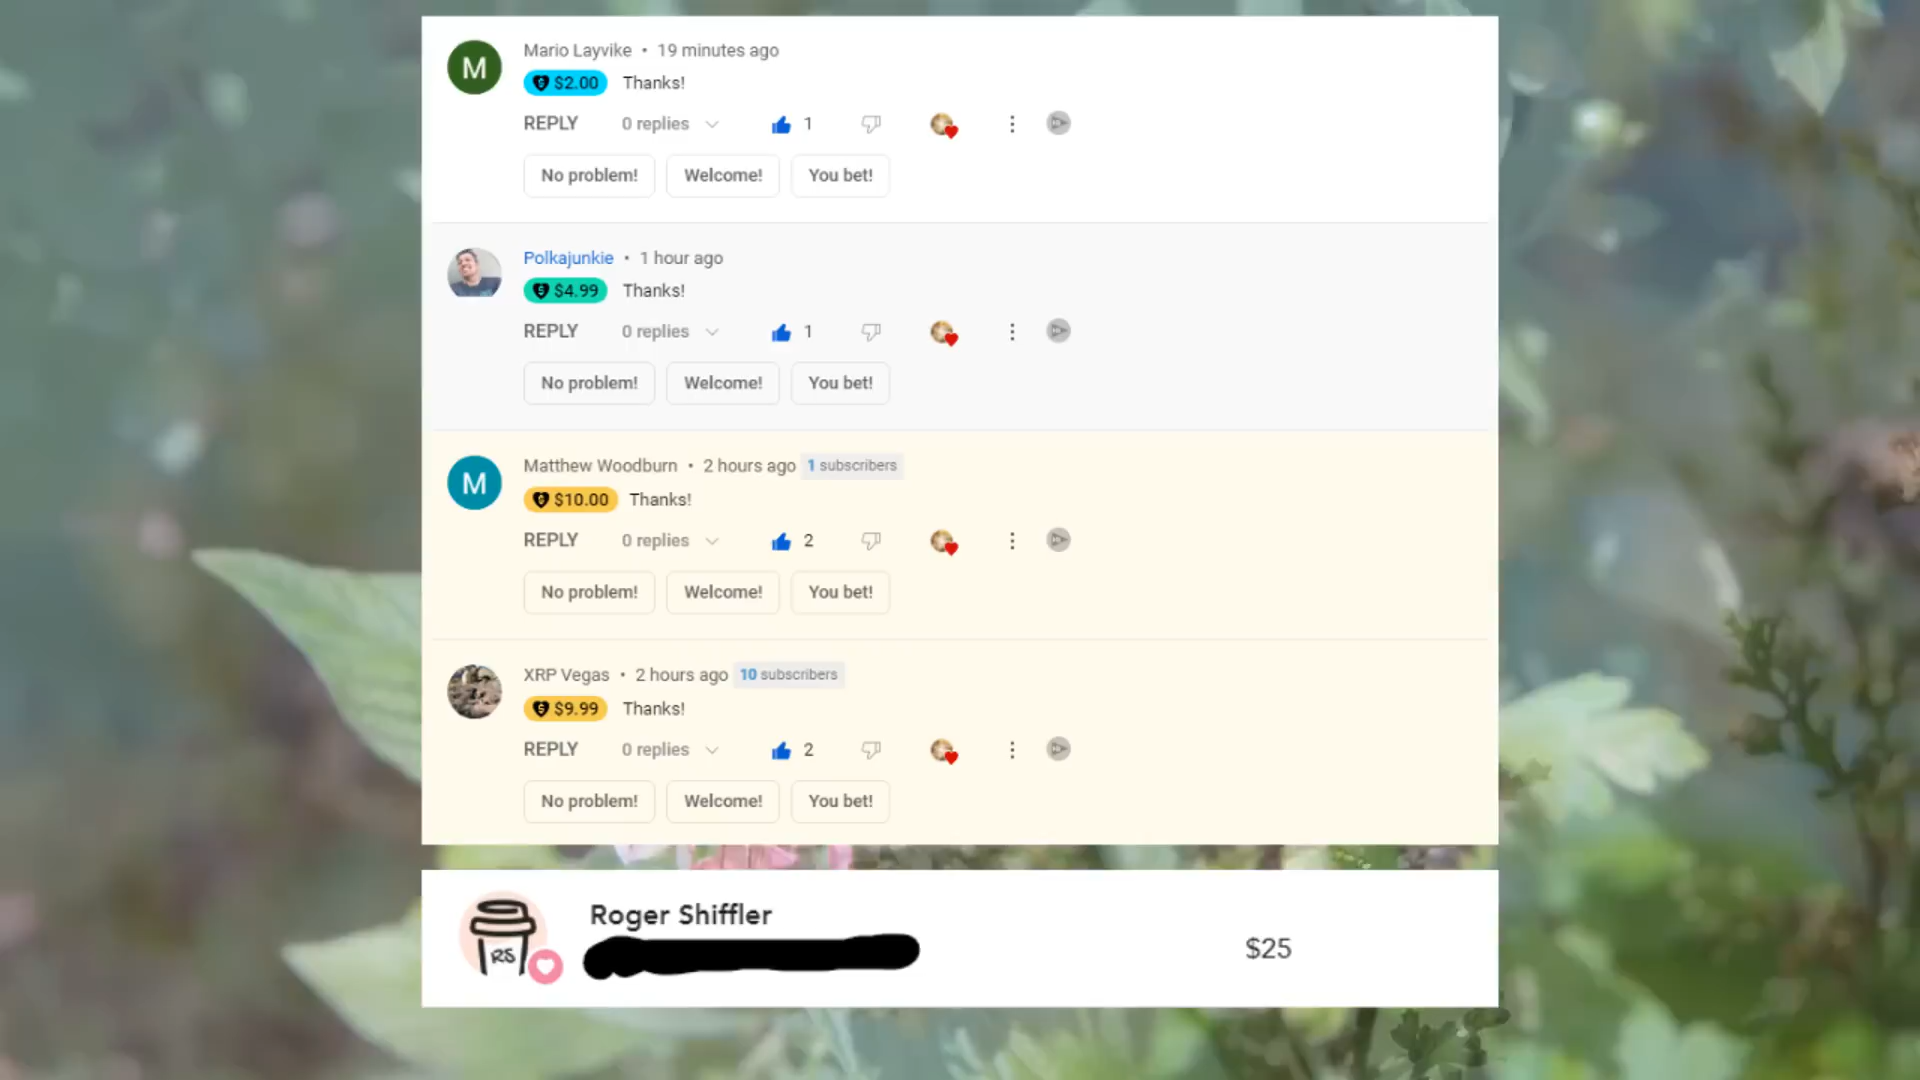 M
Mario Layvike • 19 minutes ago
$2.00 Thanks!
REPLY 0 replies 1
No problem! Welcome! You bet!
Polkajunkie • 1 hour ago
$4.99 Thanks!
REPLY 0 replies 1
No problem! Welcome! You bet!
M
Matthew Woodburn • 2 hours ago 1 subscribers
$10.00 Thanks!
REPLY 0 replies 2
No problem! Welcome! You bet!
XRP Vegas • 2 hours ago 10 subscribers
$9.99 Thanks!
REPLY 0 replies 2
No problem! Welcome! You bet!
RS
Roger Shiffler
$25